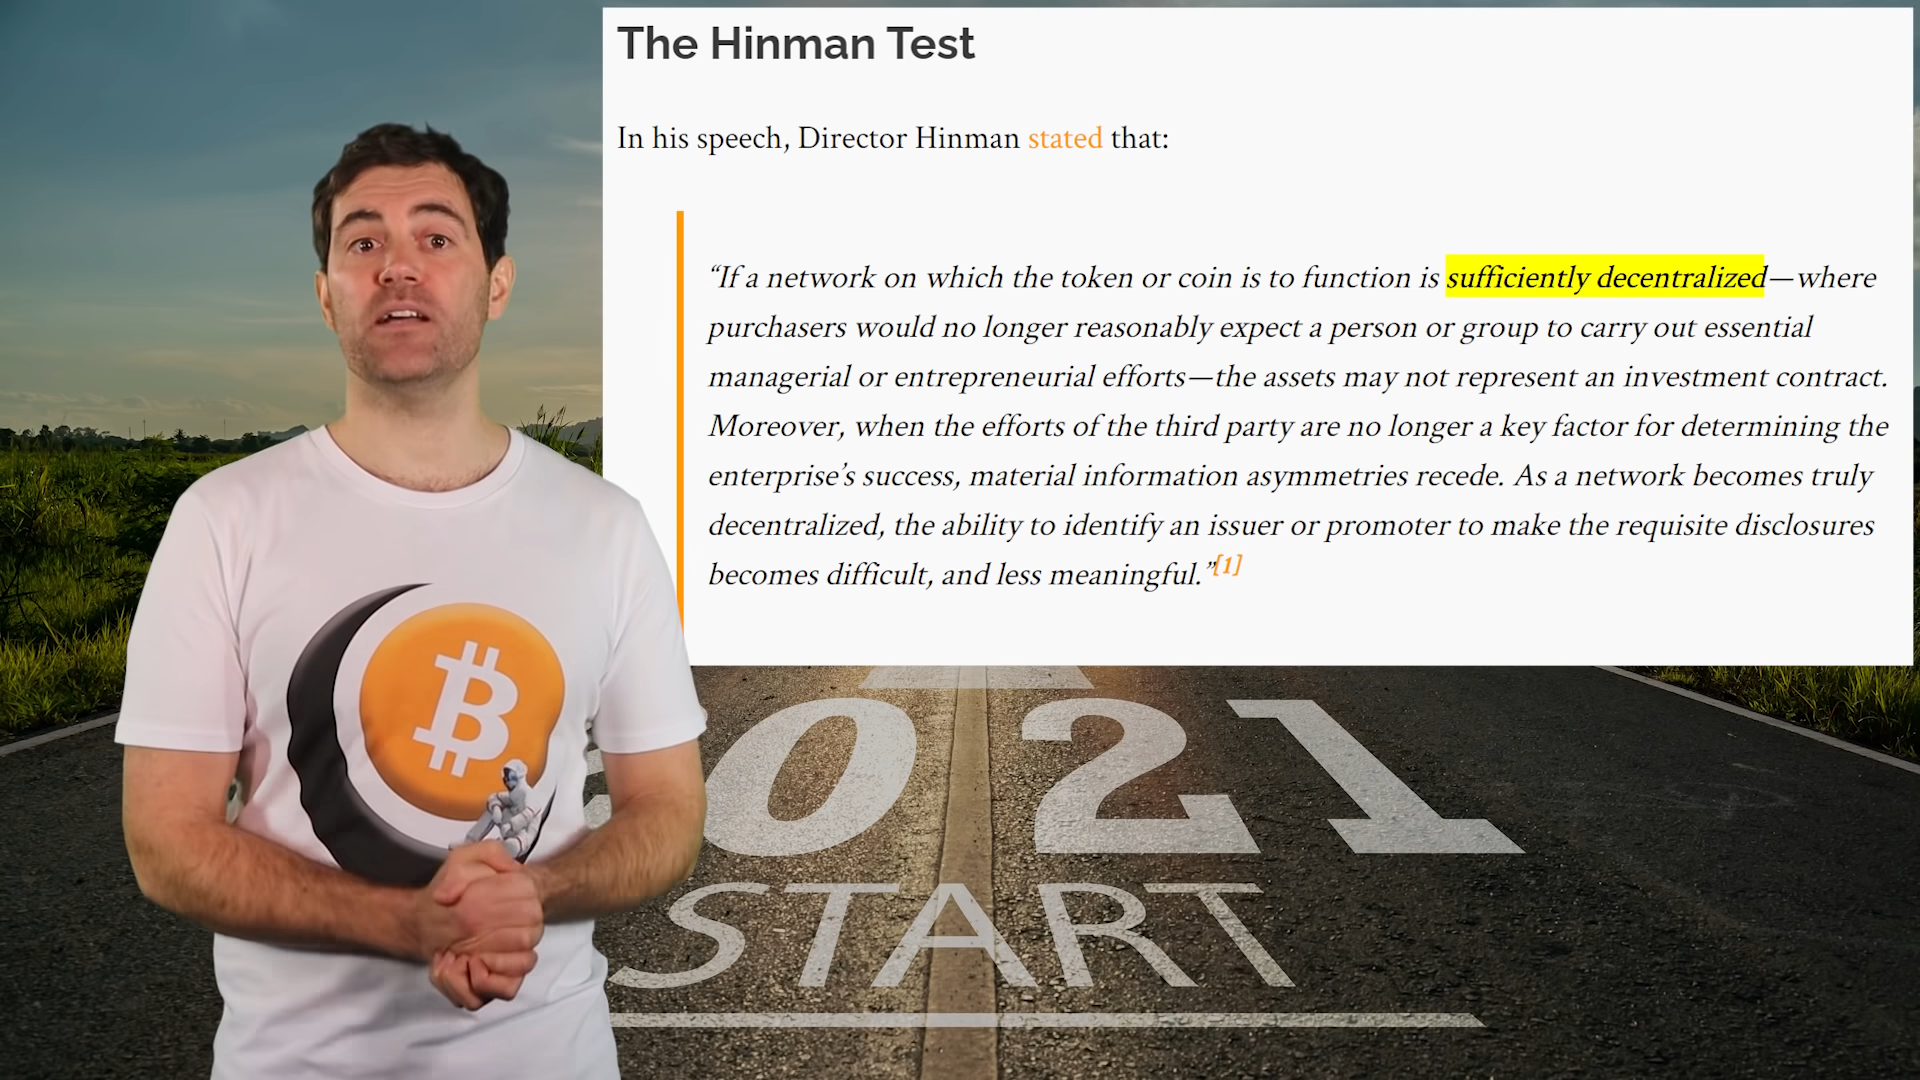 The Hinman Test
In his speech, Director Hinman stated that:
“If a network on which the token or coin is to function is sufficiently decentralized—where
purchasers would no longer reasonably expect a person or group to carry out essential
managerial or entrepreneurial efforts—the assets may not represent an investment contract.
Moreover, when the efforts of the third party are no longer a key factor for determining the
enterprise’s success, material information asymmetries recede. As a network becomes truly
decentralized, the ability to identify an issuer or promoter to make the requisite disclosures
becomes difficult, and less meaningful.”[1]
2021
START